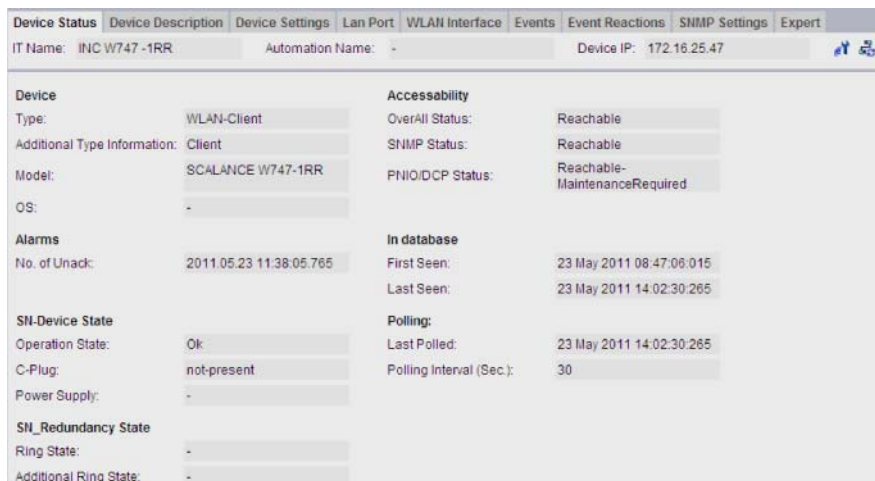 Device Status Device Description Device Settings Lan Port WLAN Interface Events Event Reactions SNMP Settings Expert
IT Name: INC W747 -1RR Automation Name: - Device IP: 172.16.25.47
Device Accessability
Type: WLAN-Client OverAll Status: Reachable
Additional Type Information: Client SNMP Status: Reachable
Model: SCALANCE W747-1RR PNIO/DCP Status: Reachable-
MaintenanceRequired
OS: -
Alarms In database
No. of Unack: 2011.05.23 11:38:05.765 First Seen: 23 May 2011 08:47:06:015
Last Seen: 23 May 2011 14:02:30:265
SN-Device State Polling:
Operation State: Ok Last Polled: 23 May 2011 14:02:30:265
C-Plug: not-present Polling Interval (Sec.): 30
Power Supply: -
SN_Redundancy State
Ring State: -
Additional Ring State: -